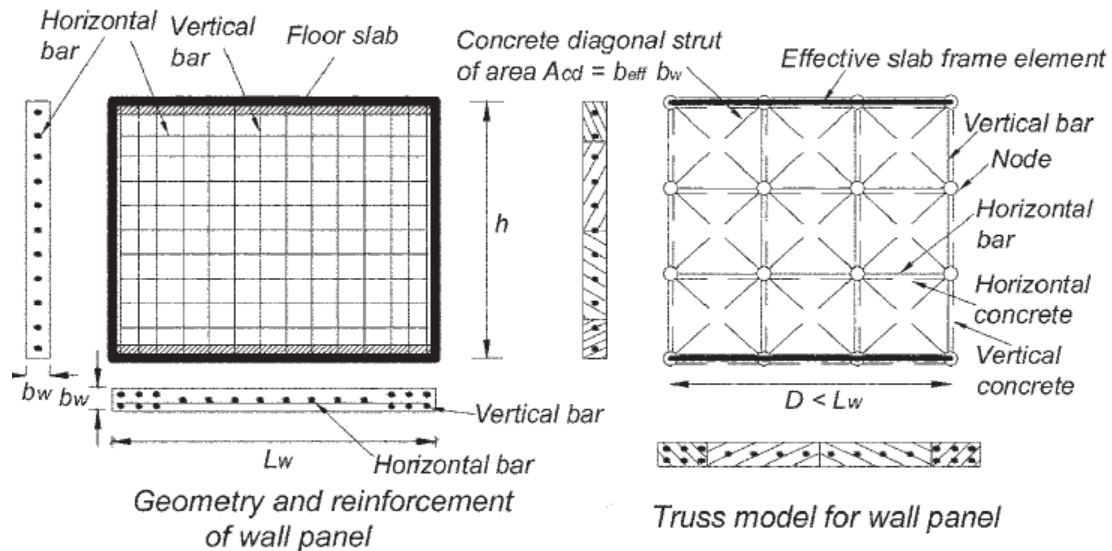 Horizontal
bar
Vertical
bar
Floor slab
h
bw
bw
Vertical bar
Lw
Horizontal bar
Geometry and reinforcement
of wall panel
Concrete diagonal strut
of area Acd = beff bw
Effective slab frame element
Vertical bar
Node
Horizontal
bar
Horizontal
concrete
Vertical
concrete
D < Lw
Truss model for wall panel